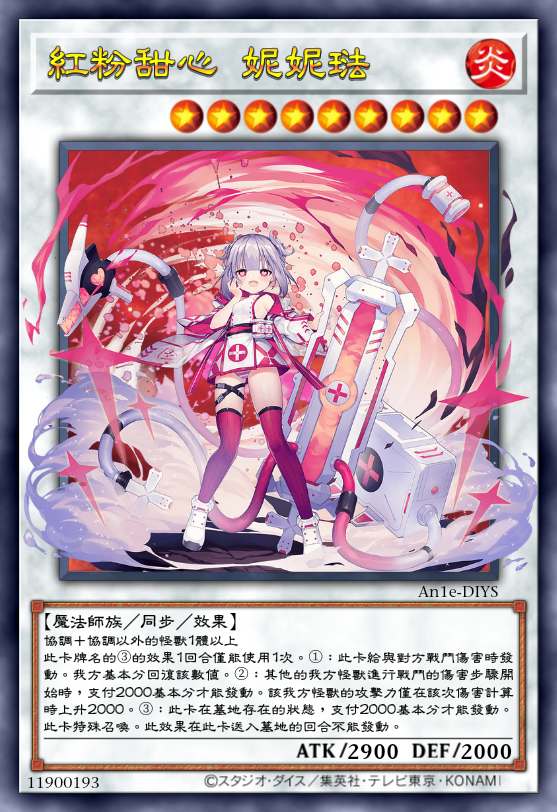 紅粉甜心 妮妮琺
炎
An1e-DIYS
【魔法師族／同步／效果】
協調＋協調以外的怪獸1體以上
此卡牌名的③的效果1回合僅能使用1次。①：此卡給與對方戰鬥傷害時發
動。我方基本分回復該數值。②：其他的我方怪獸進行戰鬥的傷害步驟開
始時，支付2000基本分才能發動。該我方怪獸的攻擊力僅在該次傷害計算
時上升2000。③：此卡在墓地存在的狀態，支付2000基本分才能發動。
此卡特殊召喚。此效果在此卡送入墓地的回合不能發動。
ATK/2900 DEF/2000
11900193 ©スタジオ・ダイス／集英社・テレビ東京・KONAMI